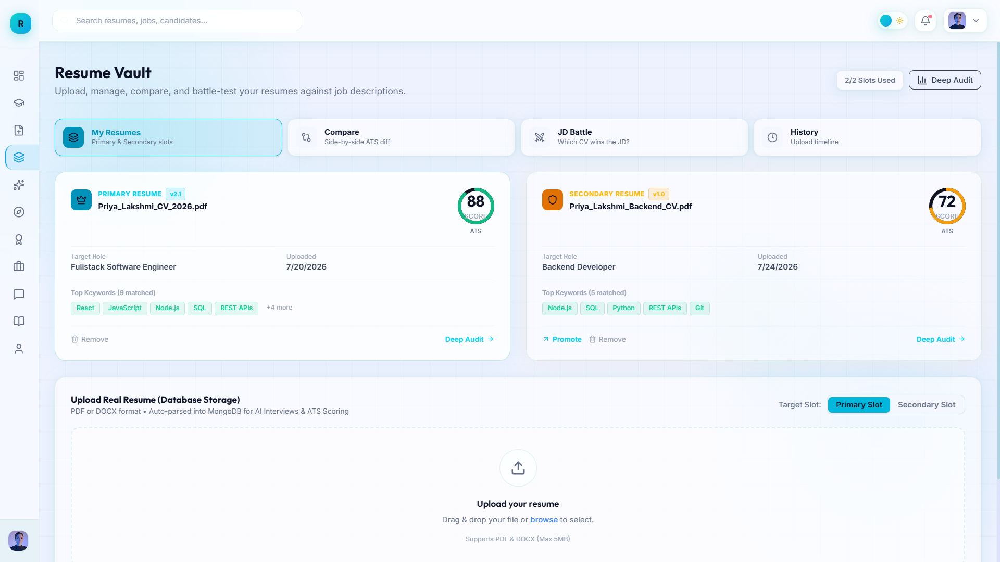 R
Search resumes, jobs, candidates...
Resume Vault
Upload, manage, compare, and battle-test your resumes against job descriptions.
2/2 Slots Used
Deep Audit
My Resumes
Primary & Secondary slots
Compare
Side-by-side ATS diff
JD Battle
Which CV wins the JD?
History
Upload timeline
PRIMARY RESUME v2.1
Priya_Lakshmi_CV_2026.pdf
88
SCORE
ATS
Target Role
Fullstack Software Engineer
Uploaded
7/20/2026
Top Keywords (9 matched)
React JavaScript Node.js SQL REST APIs +4 more
Remove
Deep Audit
SECONDARY RESUME v1.0
Priya_Lakshmi_Backend_CV.pdf
72
SCORE
ATS
Target Role
Backend Developer
Uploaded
7/24/2026
Top Keywords (5 matched)
Node.js SQL Python REST APIs Git
Promote Remove
Deep Audit
Upload Real Resume (Database Storage)
PDF or DOCX format • Auto-parsed into MongoDB for AI Interviews & ATS Scoring
Target Slot: Primary Slot Secondary Slot
Upload your resume
Drag & drop your file or browse to select.
Supports PDF & DOCX (Max 5MB)